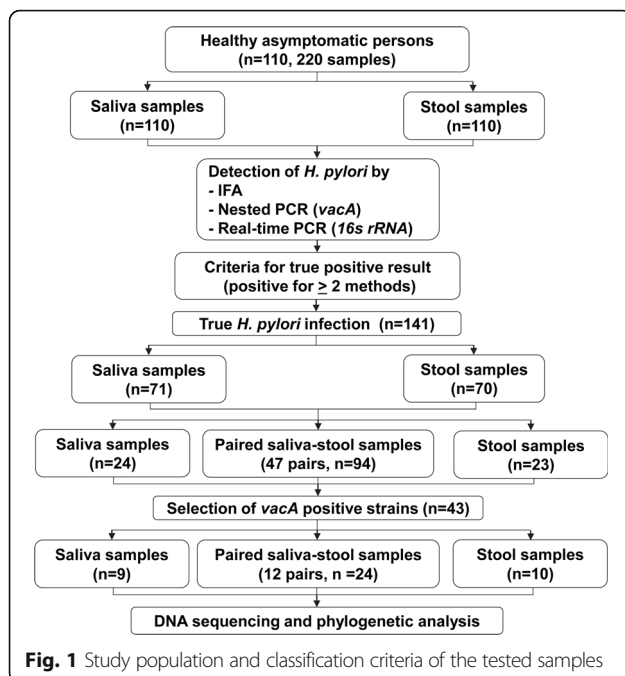 Healthy asymptomatic persons
(n=110, 220 samples)
Saliva samples
(n=110)
Stool samples
(n=110)
Detection of H. pylori by
- IFA
- Nested PCR (vacA)
- Real-time PCR (16s rRNA)
Criteria for true positive result
(positive for ≥ 2 methods)
True H. pylori infection (n=141)
Saliva samples
(n=71)
Stool samples
(n=70)
Saliva samples
(n=24)
Paired saliva-stool samples
(47 pairs, n=94)
Stool samples
(n=23)
Selection of vacA positive strains (n=43)
Saliva samples
(n=9)
Paired saliva-stool samples
(12 pairs, n =24)
Stool samples
(n=10)
DNA sequencing and phylogenetic analysis
Fig. 1 Study population and classification criteria of the tested samples